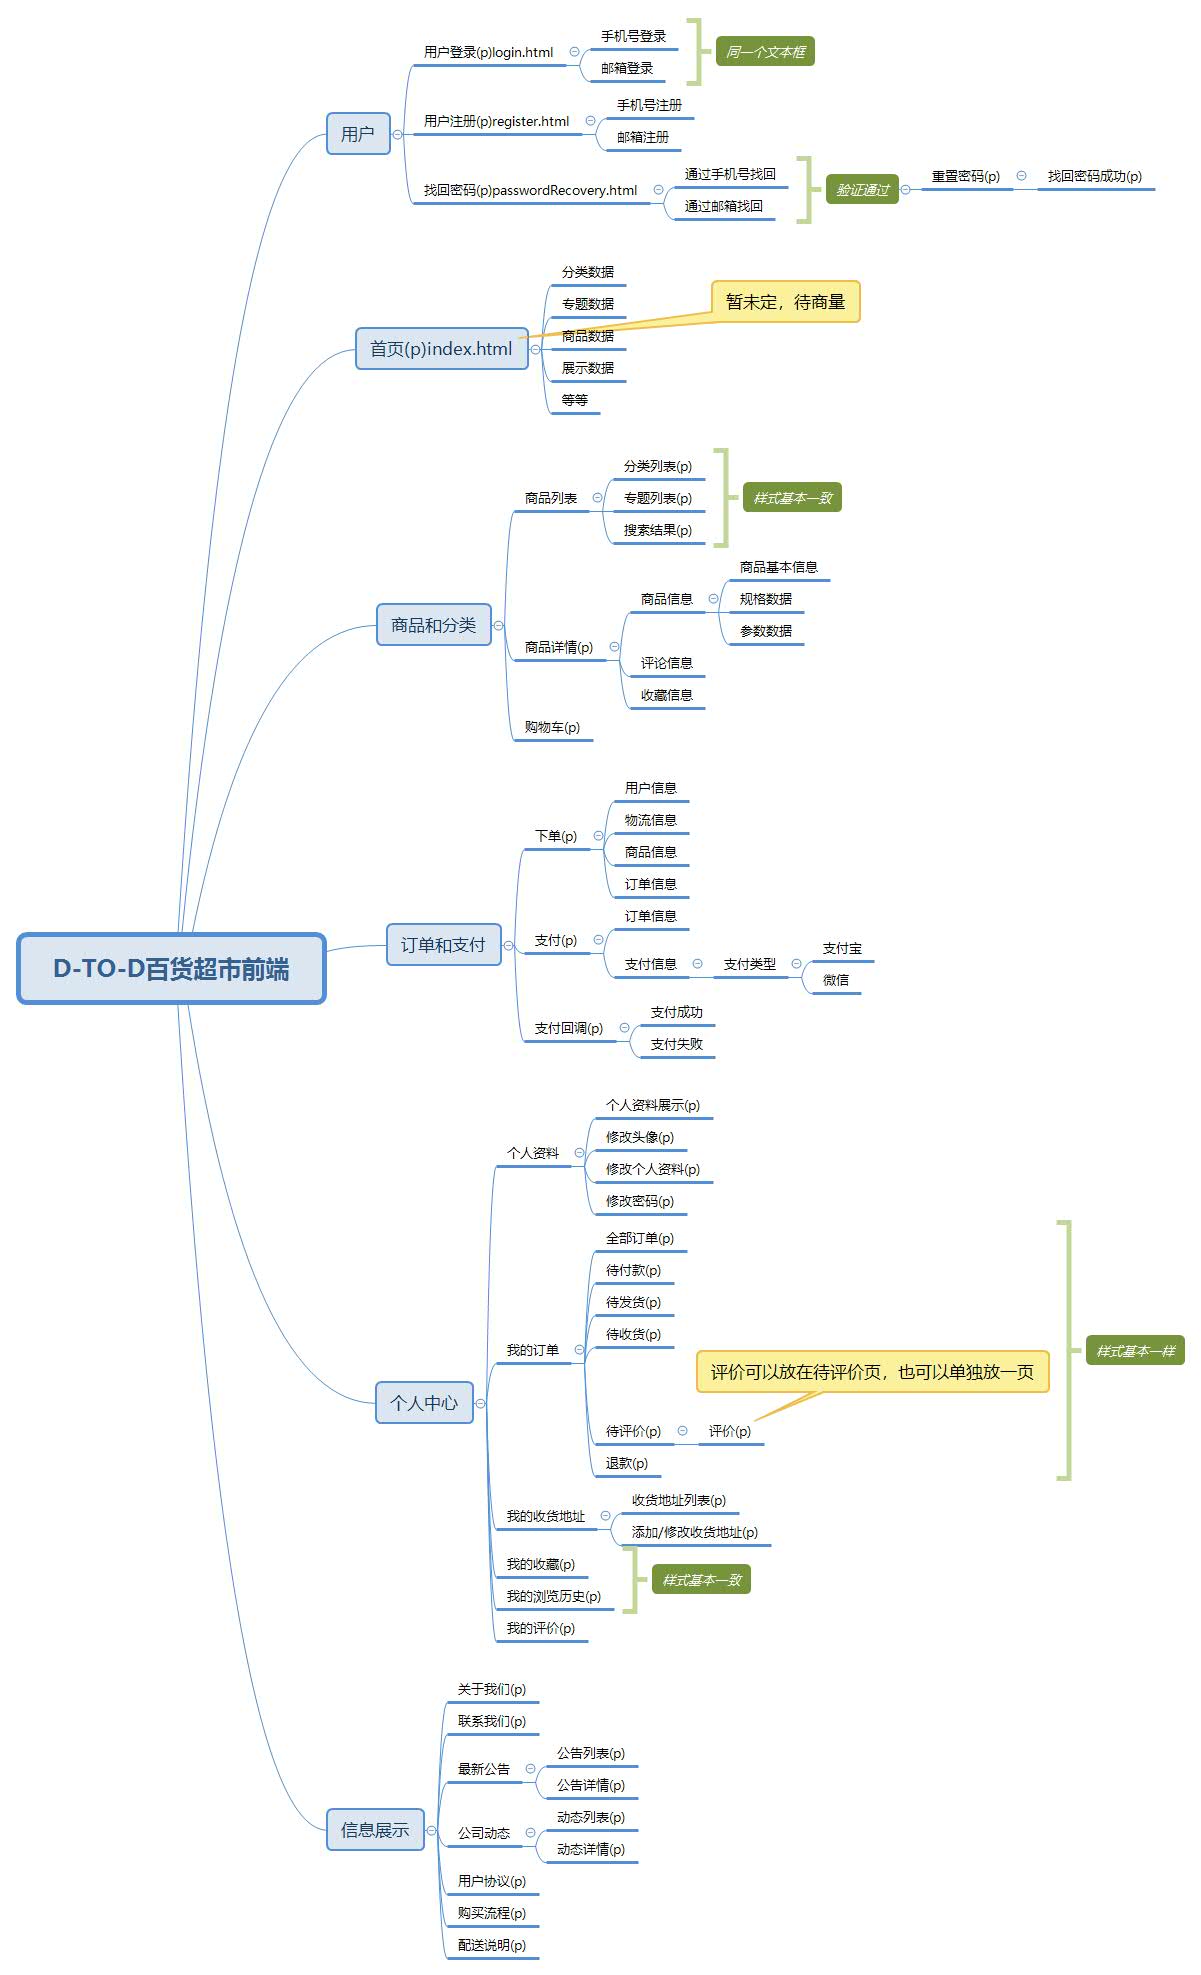 D-TO-D百货超市前端
用户
用户登录(p)login.html
手机号登录
邮箱登录
同一个文本框
用户注册(p)register.html
手机号注册
邮箱注册
找回密码(p)passwordRecovery.html
通过手机号找回
通过邮箱找回
验证通过
重置密码(p)
找回密码成功(p)
首页(p)index.html
暂未定，待商量
分类数据
专题数据
商品数据
展示数据
等等
商品和分类
商品列表
分类列表(p)
专题列表(p)
搜索结果(p)
样式基本一致
商品详情(p)
商品信息
商品基本信息
规格数据
参数数据
评论信息
收藏信息
购物车(p)
订单和支付
下单(p)
用户信息
物流信息
商品信息
订单信息
支付(p)
订单信息
支付信息
支付类型
支付宝
微信
支付回调(p)
支付成功
支付失败
个人中心
个人资料
个人资料展示(p)
修改头像(p)
修改个人资料(p)
修改密码(p)
我的订单
全部订单(p)
待付款(p)
待发货(p)
待收货(p)
待评价(p)
评价(p)
评价可以放在待评价页，也可以单独放一页
退款(p)
样式基本一样
我的收货地址
收货地址列表(p)
添加/修改收货地址(p)
我的收藏(p)
我的浏览历史(p)
样式基本一致
我的评价(p)
信息展示
关于我们(p)
联系我们(p)
最新公告
公告列表(p)
公告详情(p)
公司动态
动态列表(p)
动态详情(p)
用户协议(p)
购买流程(p)
配送说明(p)